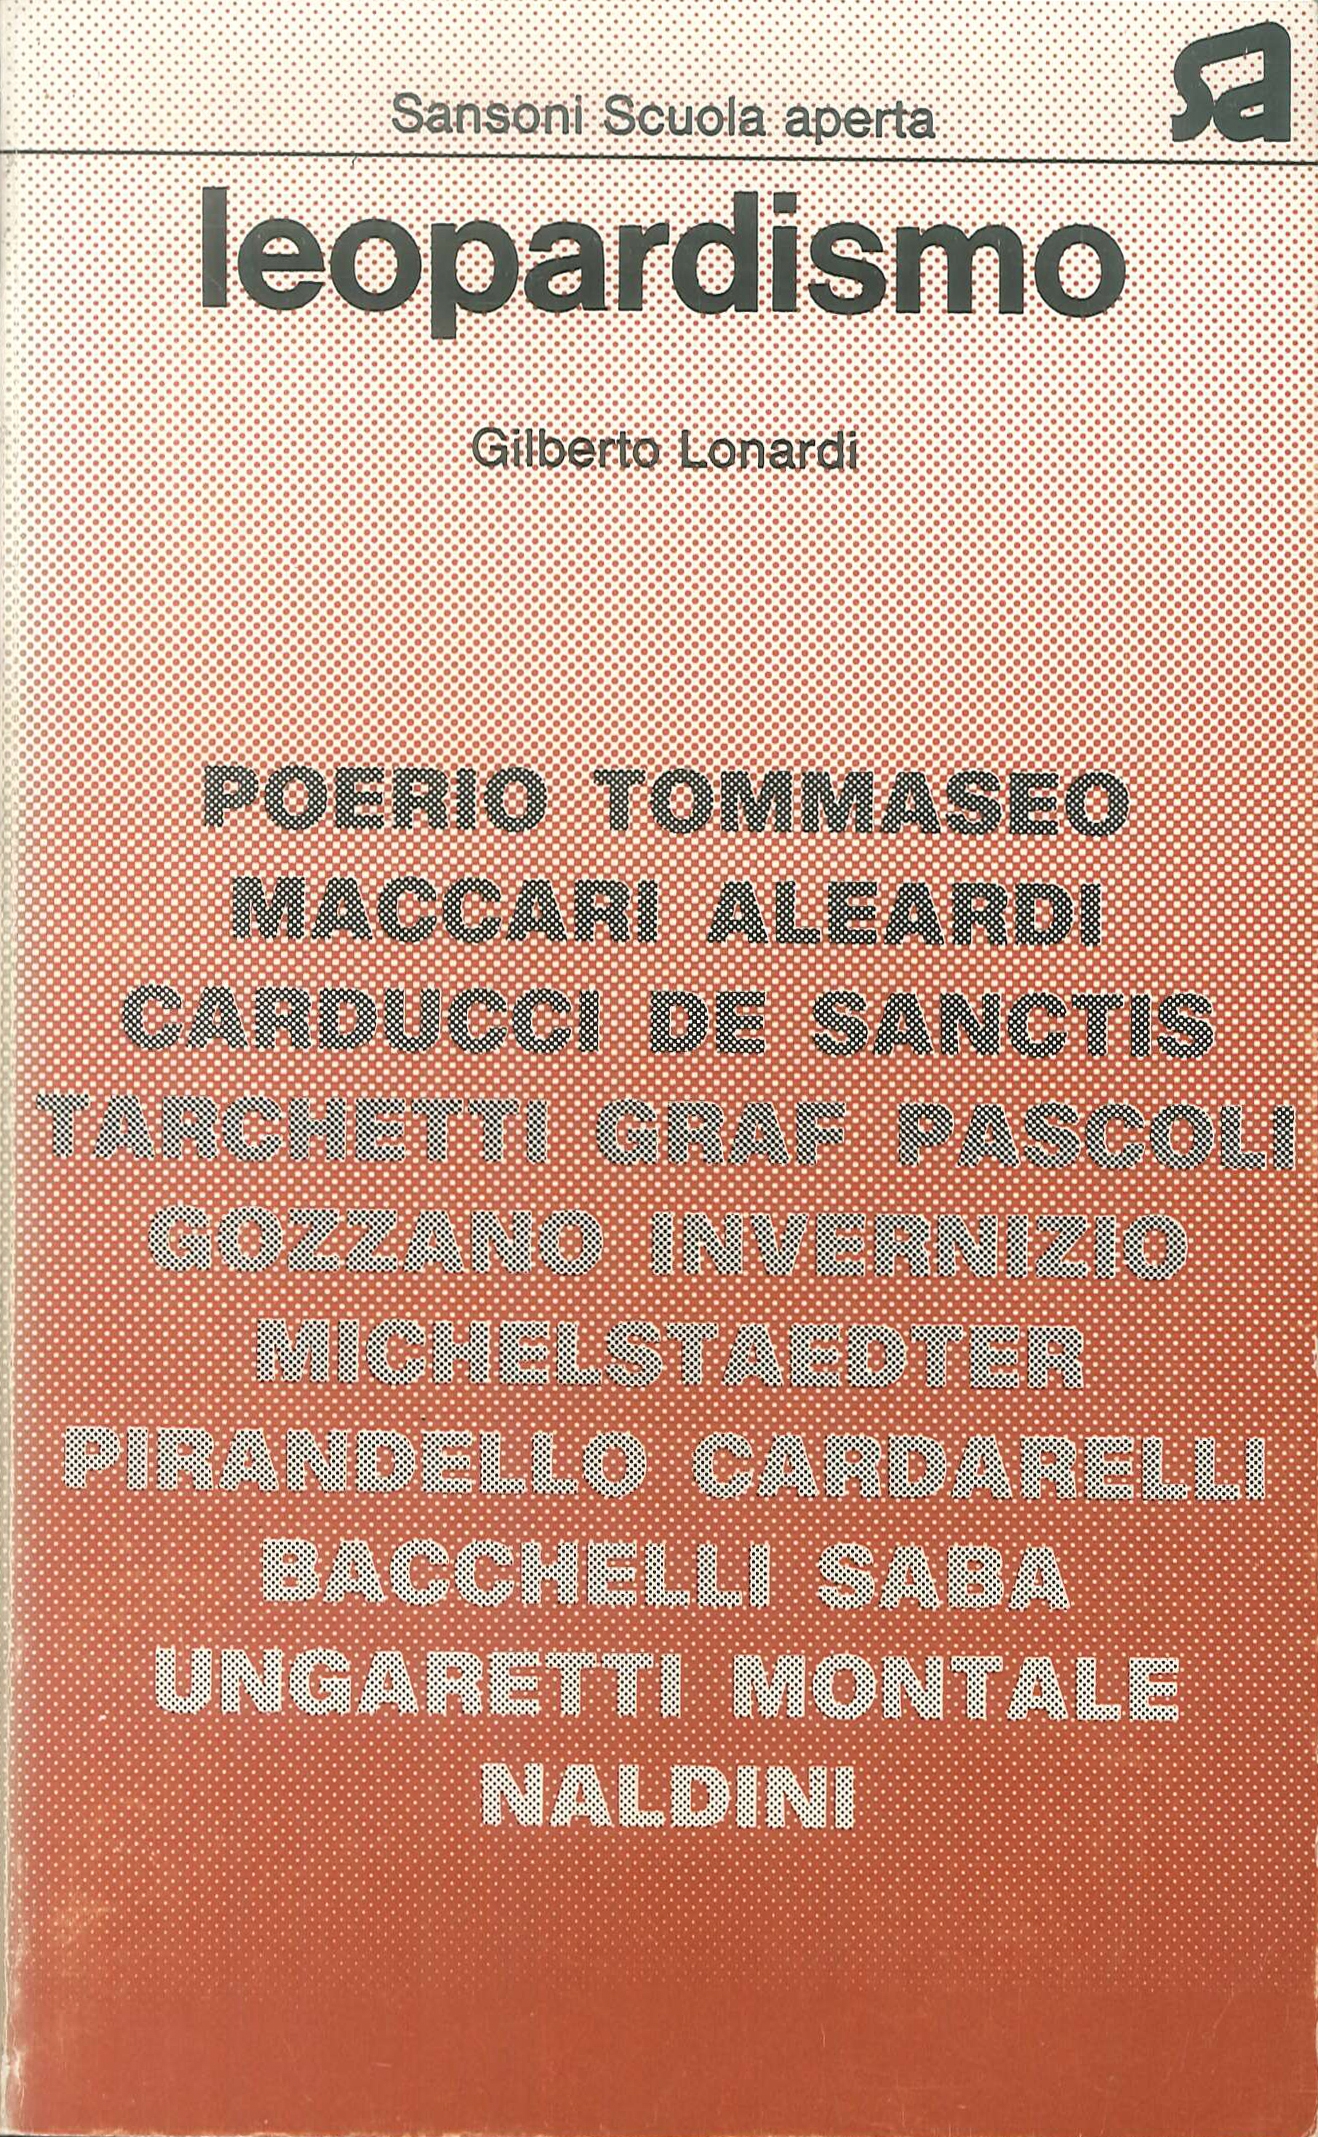 Sansoni Scuola aperta
sa
leopardismo
Gilberto Lonardi
POERIO TOMMASEO
MACCARI ALEARDI
CARDUCCI DE SANCTIS
TARCHETTI GRAF PASCOLI
GOZZANO INVERNIZIO
MICHELSTAEDTER
PIRANDELLO CARDARELLI
BACCHELLI SABA
UNGARETTI MONTALE
NALDINI